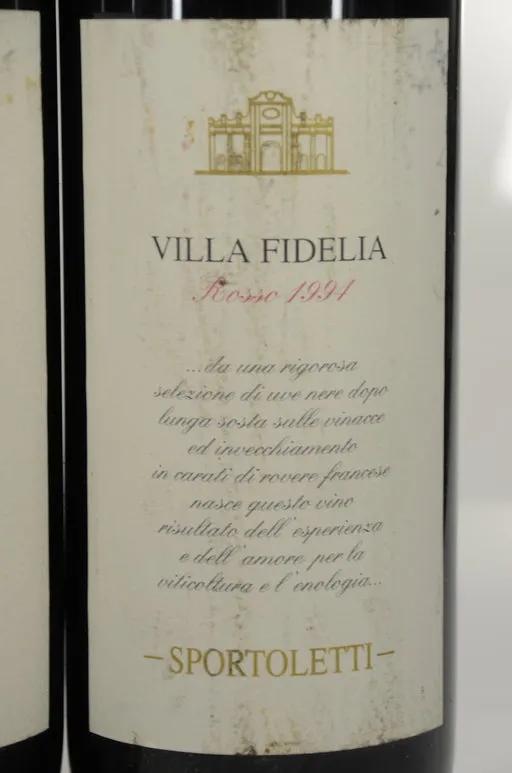 VILLA FIDELIA
Rosso 1994
...da una rigorosa
selezione di uve nere dopo
lunga sosta sulle vinacce
ed invecchiamento
in carati di rovere francese
nasce questo vino
risultato dell'esperienza
e dell'amore per la
viticoltura e l'enologia...
-SPORTOLETTI-